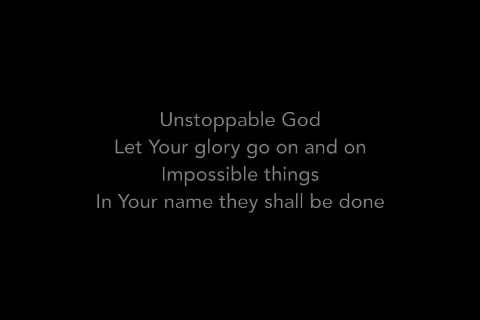 Unstoppable God
Let Your glory go on and on
Impossible things
In Your name they shall be done